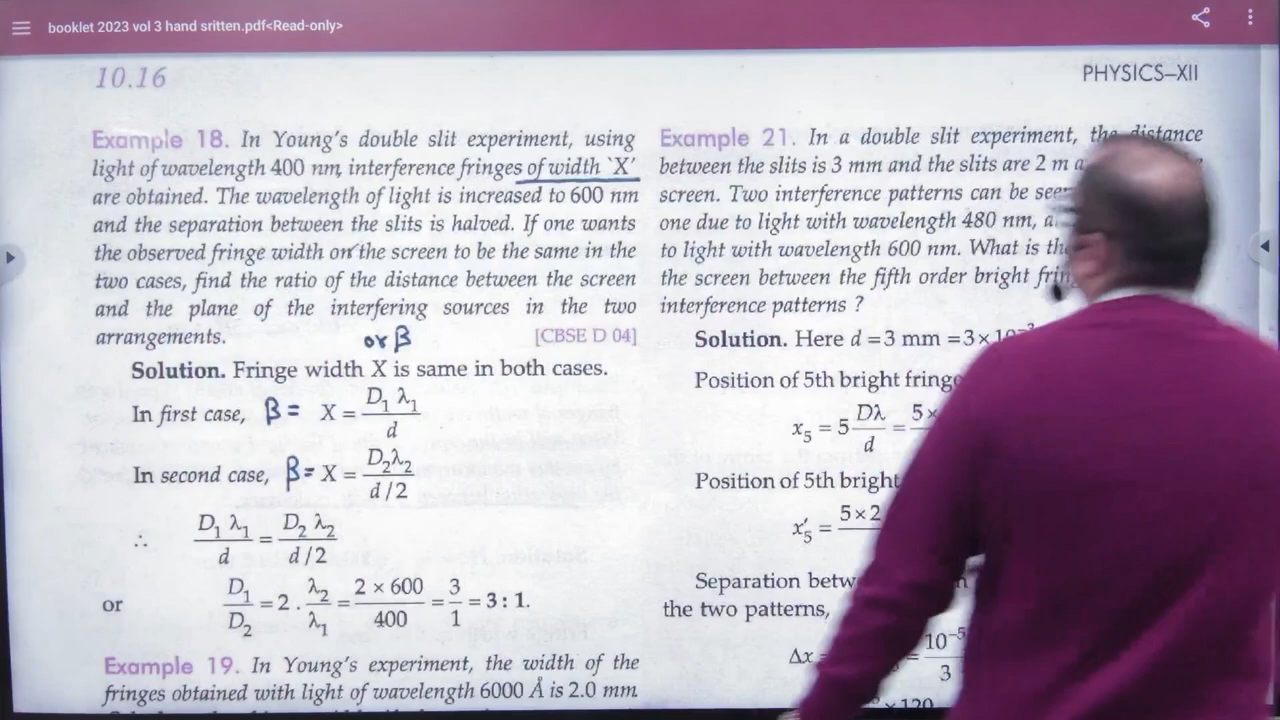 booklet 2023 vol 3 hand sritten.pdf<Read-only>
10.16
PHYSICS–XII
Example 18. In Young's double slit experiment, using
light of wavelength 400 nm, interference fringes of width `X'
are obtained. The wavelength of light is increased to 600 nm
and the separation between the slits is halved. If one wants
the observed fringe width on the screen to be the same in the
two cases, find the ratio of the distance between the screen
and the plane of the interfering sources in the two
arrangements. [CBSE D 04]
or β
Solution. Fringe width X is same in both cases.
In first case, β = X = D₁ λ₁ / d
In second case, β = X = D₂λ₂ / d/2
∴ D₁ λ₁ / d = D₂ λ₂ / d/2
or D₁ / D₂ = 2 . λ₂ / λ₁ = 2 × 600 / 400 = 3 / 1 = 3 : 1.
Example 19. In Young's experiment, the width of the
fringes obtained with light of wavelength 6000 Å is 2.0 mm.
Example 21. In a double slit experiment, the distance
between the slits is 3 mm and the slits are 2 m
screen. Two interference patterns can be
one due to light with wavelength 480 nm,
to light with wavelength 600 nm. What is
the screen between the fifth order bright
interference patterns ?
Solution. Here d = 3 mm = 3 ×
Position of 5th bright fringe
x₅ = 5 Dλ / d = 5 ×
Position of 5th bright
x′₅ = 5 × 2
Separation
the two patterns,
Δx = 10⁻⁵ / 3
× 120